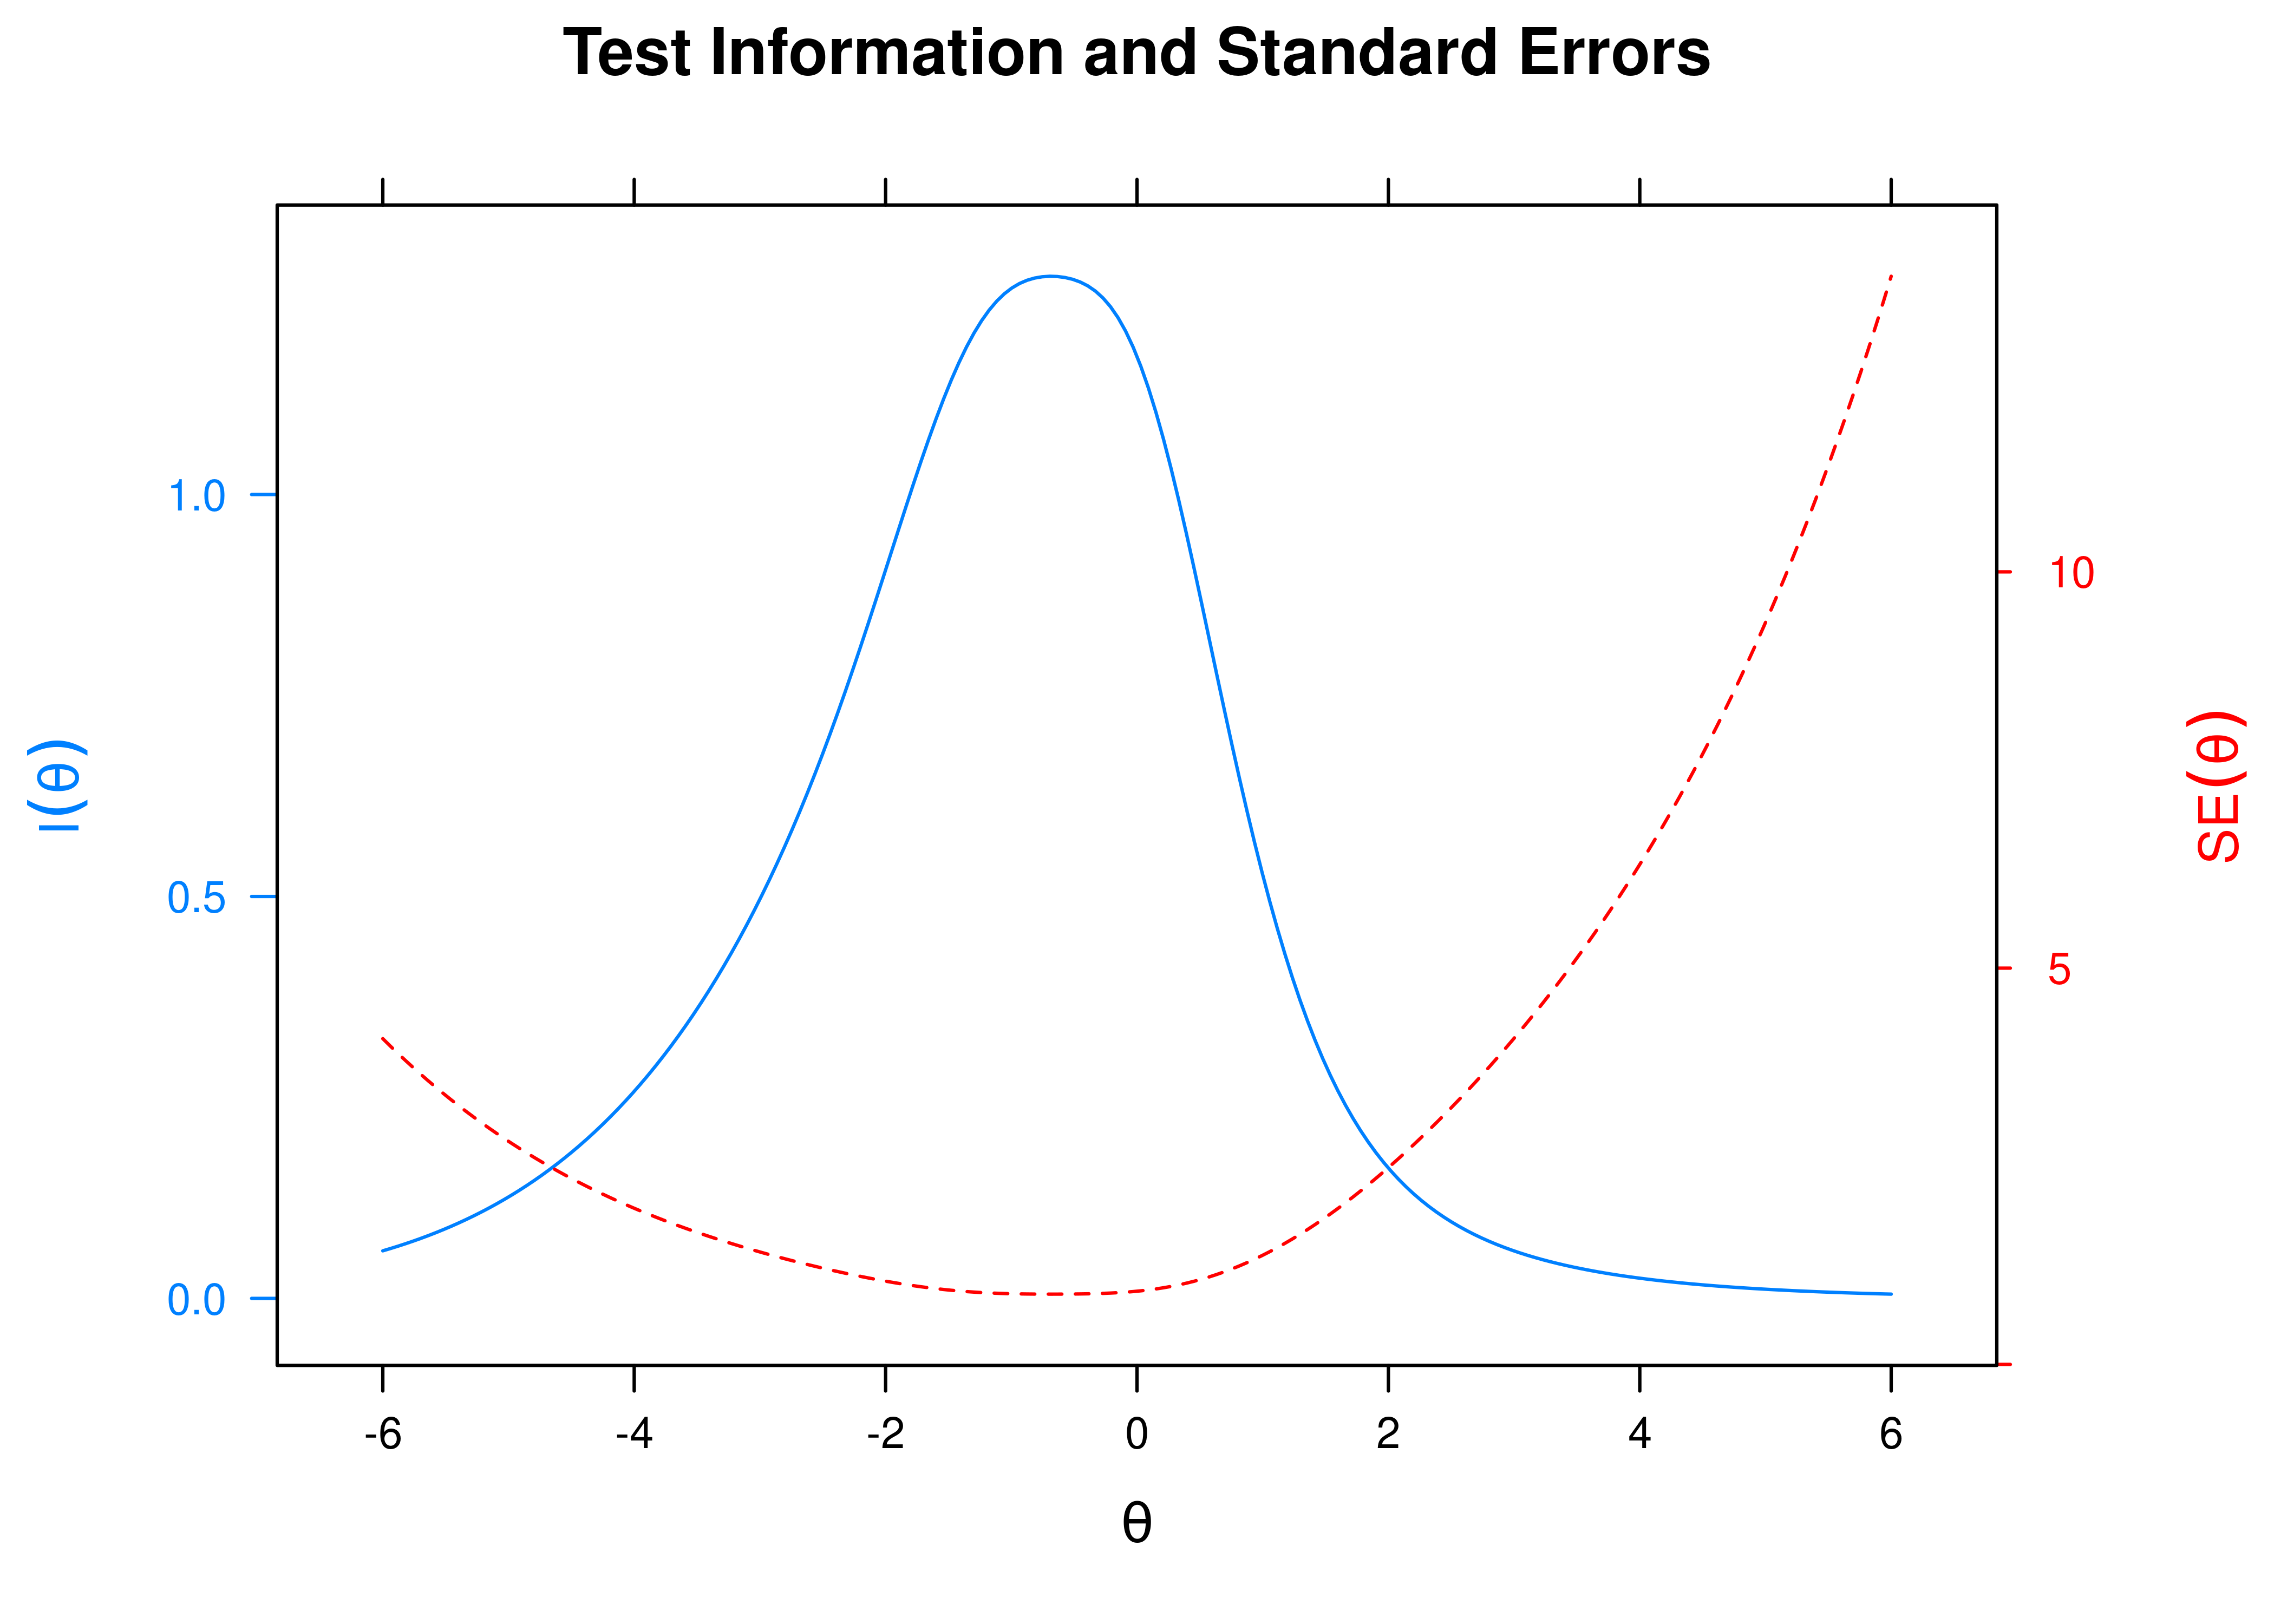 Test Information and Standard Errors
I(θ)
1.0
0.5
0.0
10
5
SE(θ)
-6 -4 -2 0 2 4 6
θ